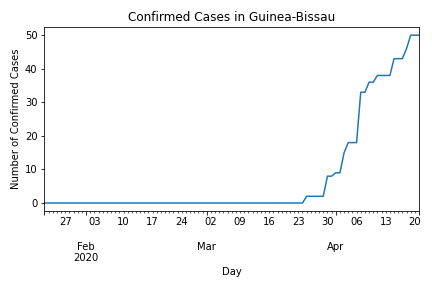 Confirmed Cases in Guinea-Bissau
Number of Confirmed Cases
50
40
30
20
10
0
27 03 10 17 24 02 09 16 23 30 06 13 20
Feb Mar Apr
2020
Day